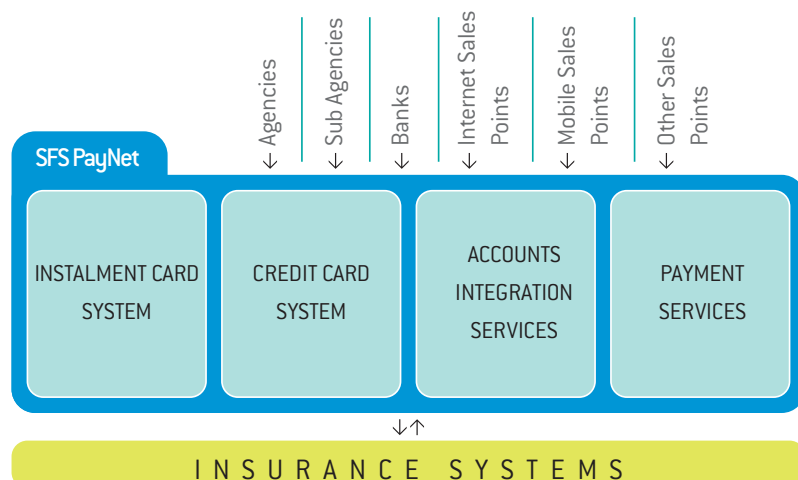 Agencies
Sub Agencies
Banks
Internet Sales
Points
Mobile Sales
Points
Other Sales
Points
SFS PayNet
INSTALMENT CARD
SYSTEM
CREDIT CARD
SYSTEM
ACCOUNTS
INTEGRATION
SERVICES
PAYMENT
SERVICES
INSURANCE SYSTEMS